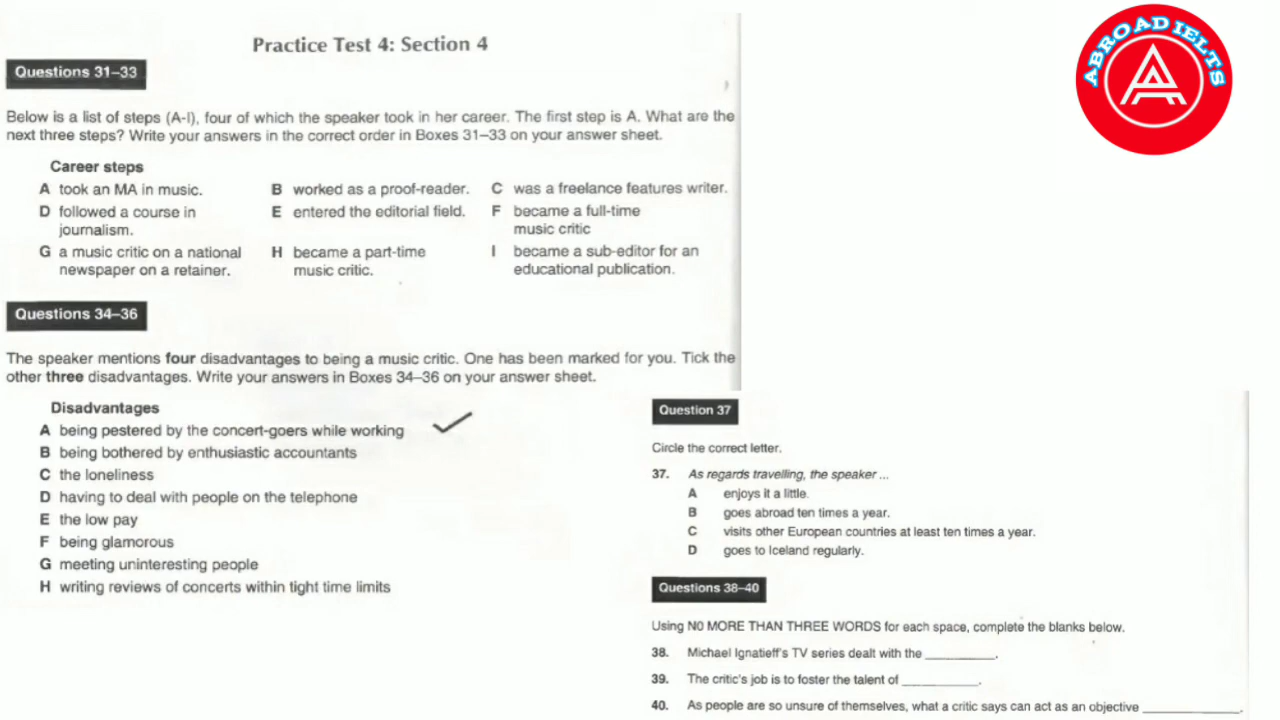 Practice Test 4: Section 4
ABROAD IELTS
Questions 31–33
Below is a list of steps (A-I), four of which the speaker took in her career. The first step is A. What are the
next three steps? Write your answers in the correct order in Boxes 31–33 on your answer sheet.
Career steps
A took an MA in music. B worked as a proof-reader. C was a freelance features writer.
D followed a course in E entered the editorial field. F became a full-time
journalism. music critic
G a music critic on a national H became a part-time I became a sub-editor for an
newspaper on a retainer. music critic. educational publication.
Questions 34–36
The speaker mentions four disadvantages to being a music critic. One has been marked for you. Tick the
other three disadvantages. Write your answers in Boxes 34–36 on your answer sheet.
Disadvantages
A being pestered by the concert-goers while working
B being bothered by enthusiastic accountants
C the loneliness
D having to deal with people on the telephone
E the low pay
F being glamorous
G meeting uninteresting people
H writing reviews of concerts within tight time limits
Question 37
Circle the correct letter.
37. As regards travelling, the speaker ...
A enjoys it a little.
B goes abroad ten times a year.
C visits other European countries at least ten times a year.
D goes to Iceland regularly.
Questions 38–40
Using NO MORE THAN THREE WORDS for each space, complete the blanks below.
38. Michael Ignatieff's TV series dealt with the __________.
39. The critic's job is to foster the talent of ___________.
40. As people are so unsure of themselves, what a critic says can act as an objective ______________.